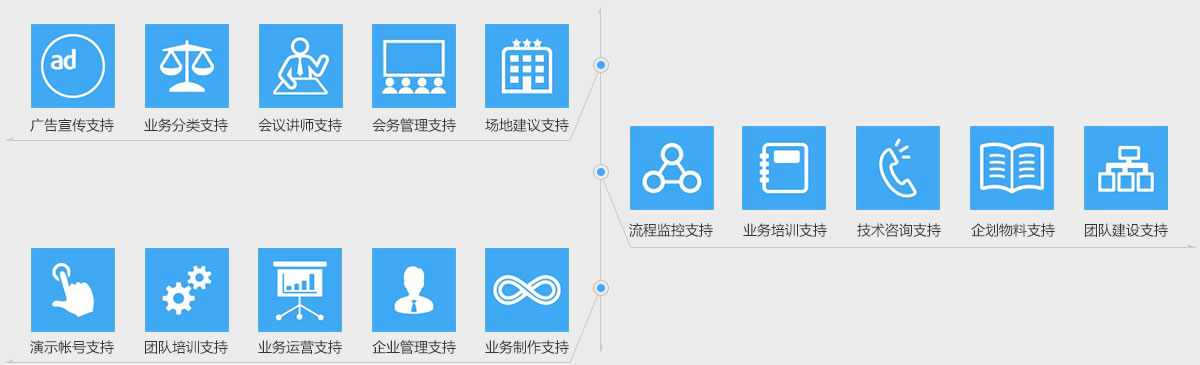 ad
广告宣传支持 业务分类支持 会议讲师支持 会务管理支持 场地建议支持
流程监控支持 业务培训支持 技术咨询支持 企划物料支持 团队建设支持
演示帐号支持 团队培训支持 业务运营支持 企业管理支持 业务制作支持